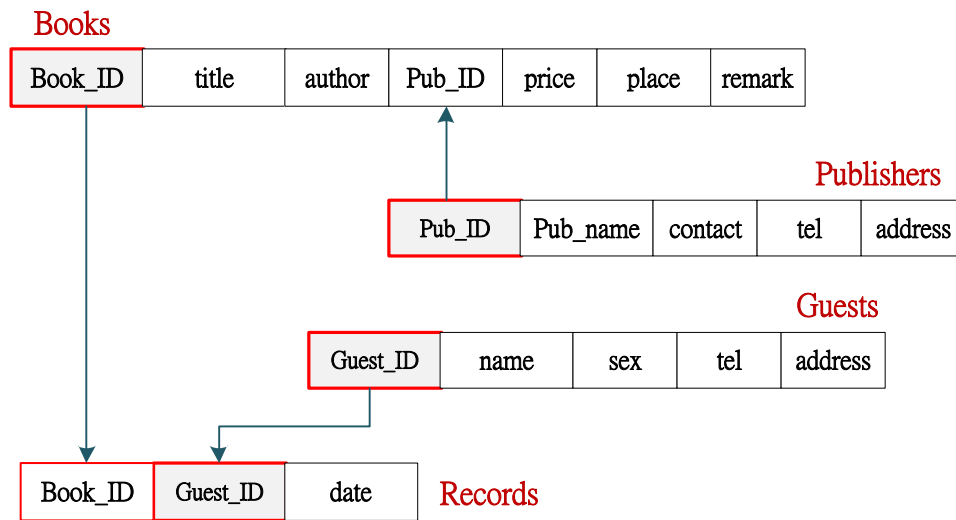 Books
Book_ID title author Pub_ID price place remark
Publishers
Pub_ID Pub_name contact tel address
Guests
Guest_ID name sex tel address
Book_ID Guest_ID date Records